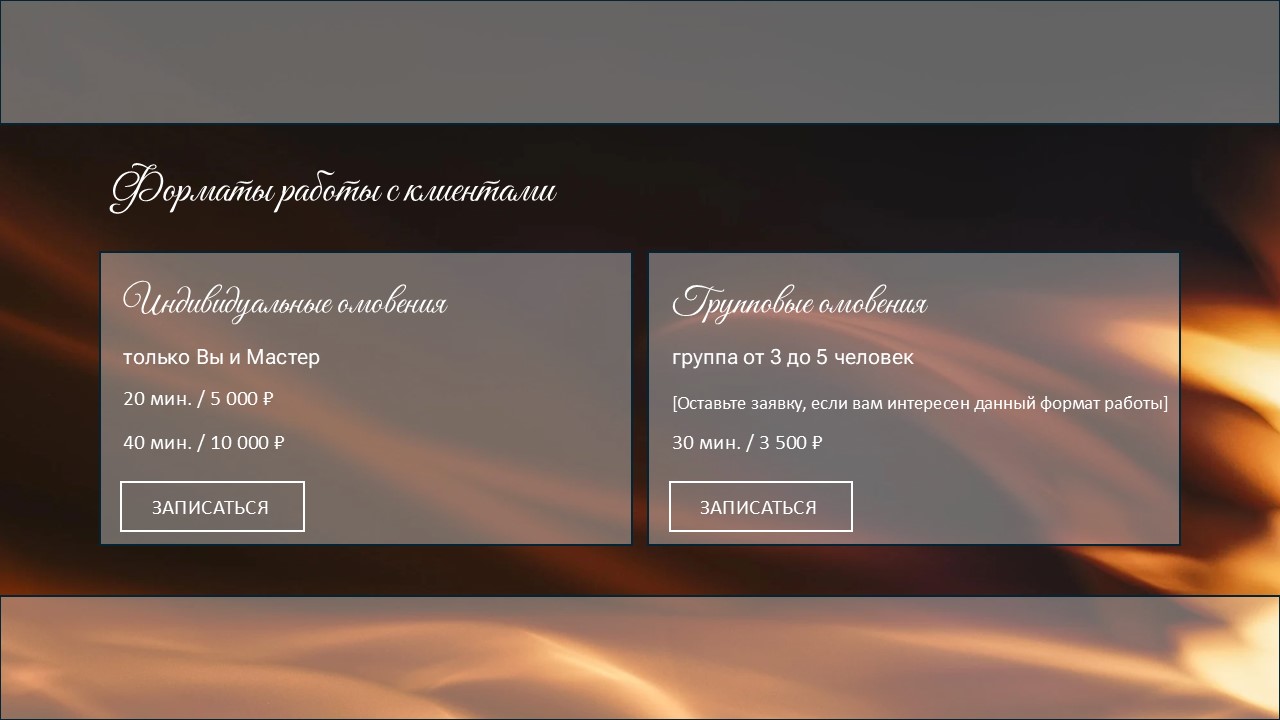 Форматы работы с клиентами
Индивидуальные омовения
только Вы и Мастер
20 мин. / 5 000 ₽
40 мин. / 10 000 ₽
ЗАПИСАТЬСЯ
Групповые омовения
группа от 3 до 5 человек
[Оставьте заявку, если вам интересен данный формат работы]
30 мин. / 3 500 ₽
ЗАПИСАТЬСЯ